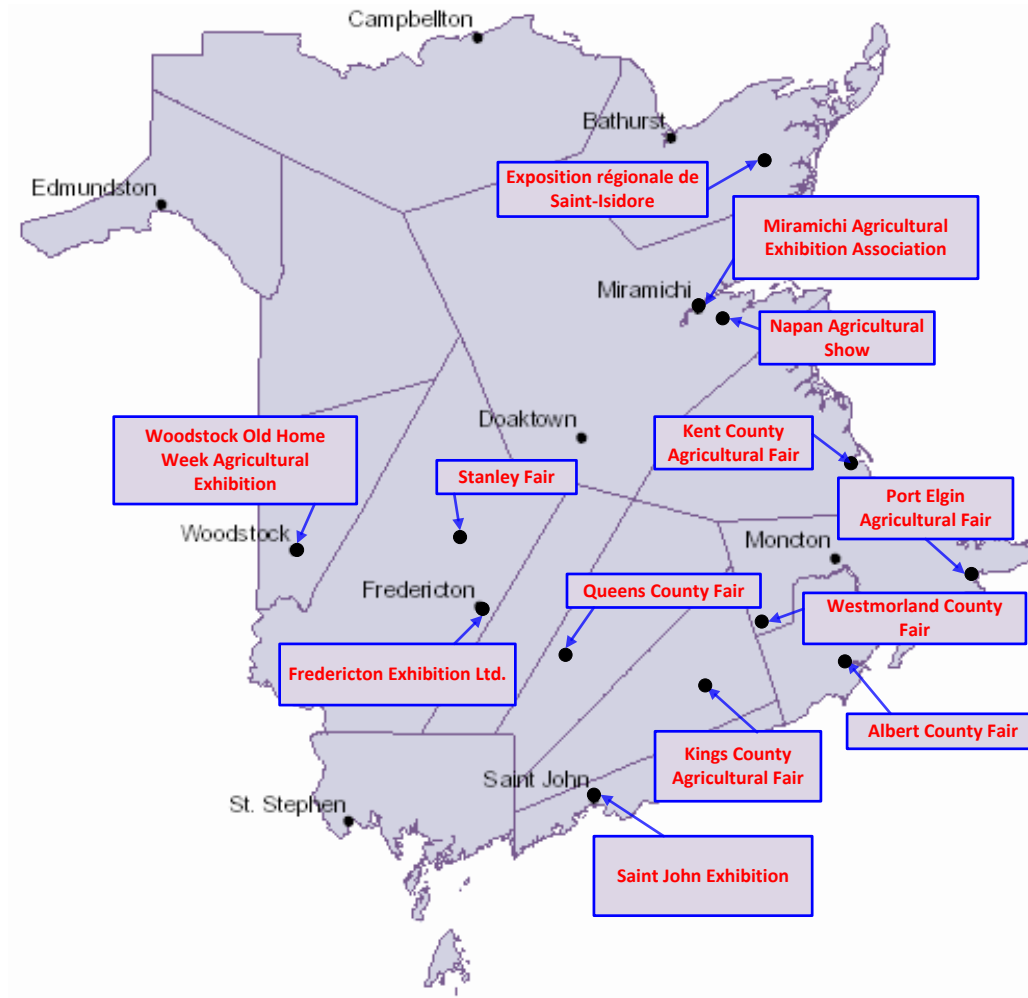 Campbellton
Bathurst
Edmundston
Exposition régionale de
Saint-Isidore
Miramichi Agricultural
Exhibition Association
Miramichi
Napan Agricultural
Show
Woodstock Old Home
Week Agricultural
Exhibition
Doaktown
Kent County
Agricultural Fair
Stanley Fair
Port Elgin
Agricultural Fair
Woodstock
Moncton
Fredericton
Queens County Fair
Westmorland County
Fair
Fredericton Exhibition Ltd.
Albert County Fair
Kings County
Agricultural Fair
Saint John
St. Stephen
Saint John Exhibition